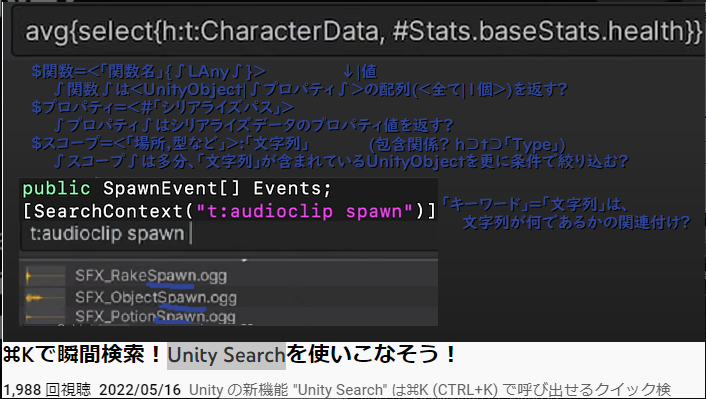 avg{select{h:t:CharacterData, #Stats.baseStats.health}}
$関数=<「関数名」{∫LAny∫}> ↓|値
∫関数∫は<UnityObject|∫プロパティ∫>の配列(<全て|1個>)を返す?
$プロパティ=<#「シリアライズパス」>
∫プロパティ∫はシリアライズデータのプロパティ値を返す?
$スコープ=<「場所,型など」>:「文字列」 (包含関係? h⊃t⊃「Type」)
∫スコープ∫は多分、「文字列」が含まれているUnityObjectを更に条件で絞り込む?
public SpawnEvent[] Events;
[SearchContext("t:audioclip spawn")]
「キーワード」=「文字列」は、
文字列が何であるかの関連付け?
t:audioclip spawn
SFX_RakeSpawn.ogg
SFX_ObjectSpawn.ogg
SFX_PotionSpawn.ogg
⌘Kで瞬間検索!Unity Searchを使いこなそう!
1,988 回視聴 2022/05/16 Unity の新機能 "Unity Search" は⌘K (CTRL+K) で呼び出せるクイック検